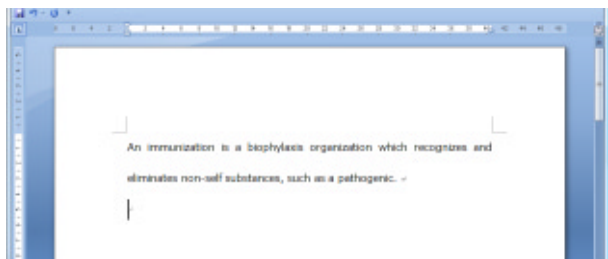 An immunization is a biophylaxis organization which recognizes and
eliminates non-self substances, such as a pathogenic.